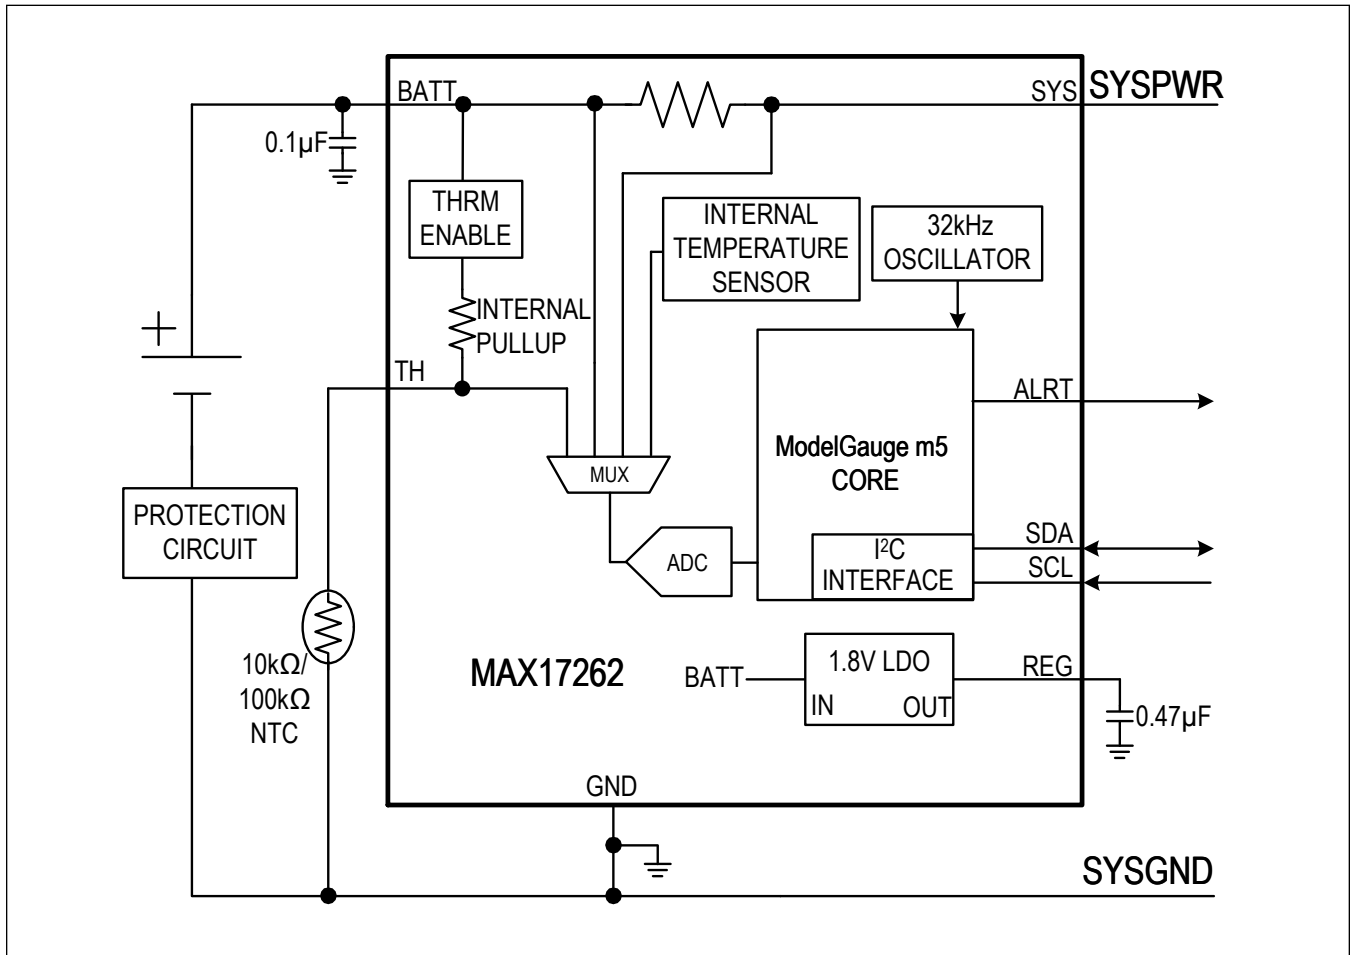 BATT
SYS
SYSPWR
0.1µF
THRM
ENABLE
INTERNAL
TEMPERATURE
SENSOR
32kHz
OSCILLATOR
+
INTERNAL
PULLUP
TH
ALRT
ModelGauge m5
CORE
MUX
PROTECTION
CIRCUIT
ADC
I²C
INTERFACE
SDA
SCL
10kΩ/
100kΩ
NTC
MAX17262
BATT
1.8V LDO
IN
OUT
REG
0.47µF
GND
SYSGND